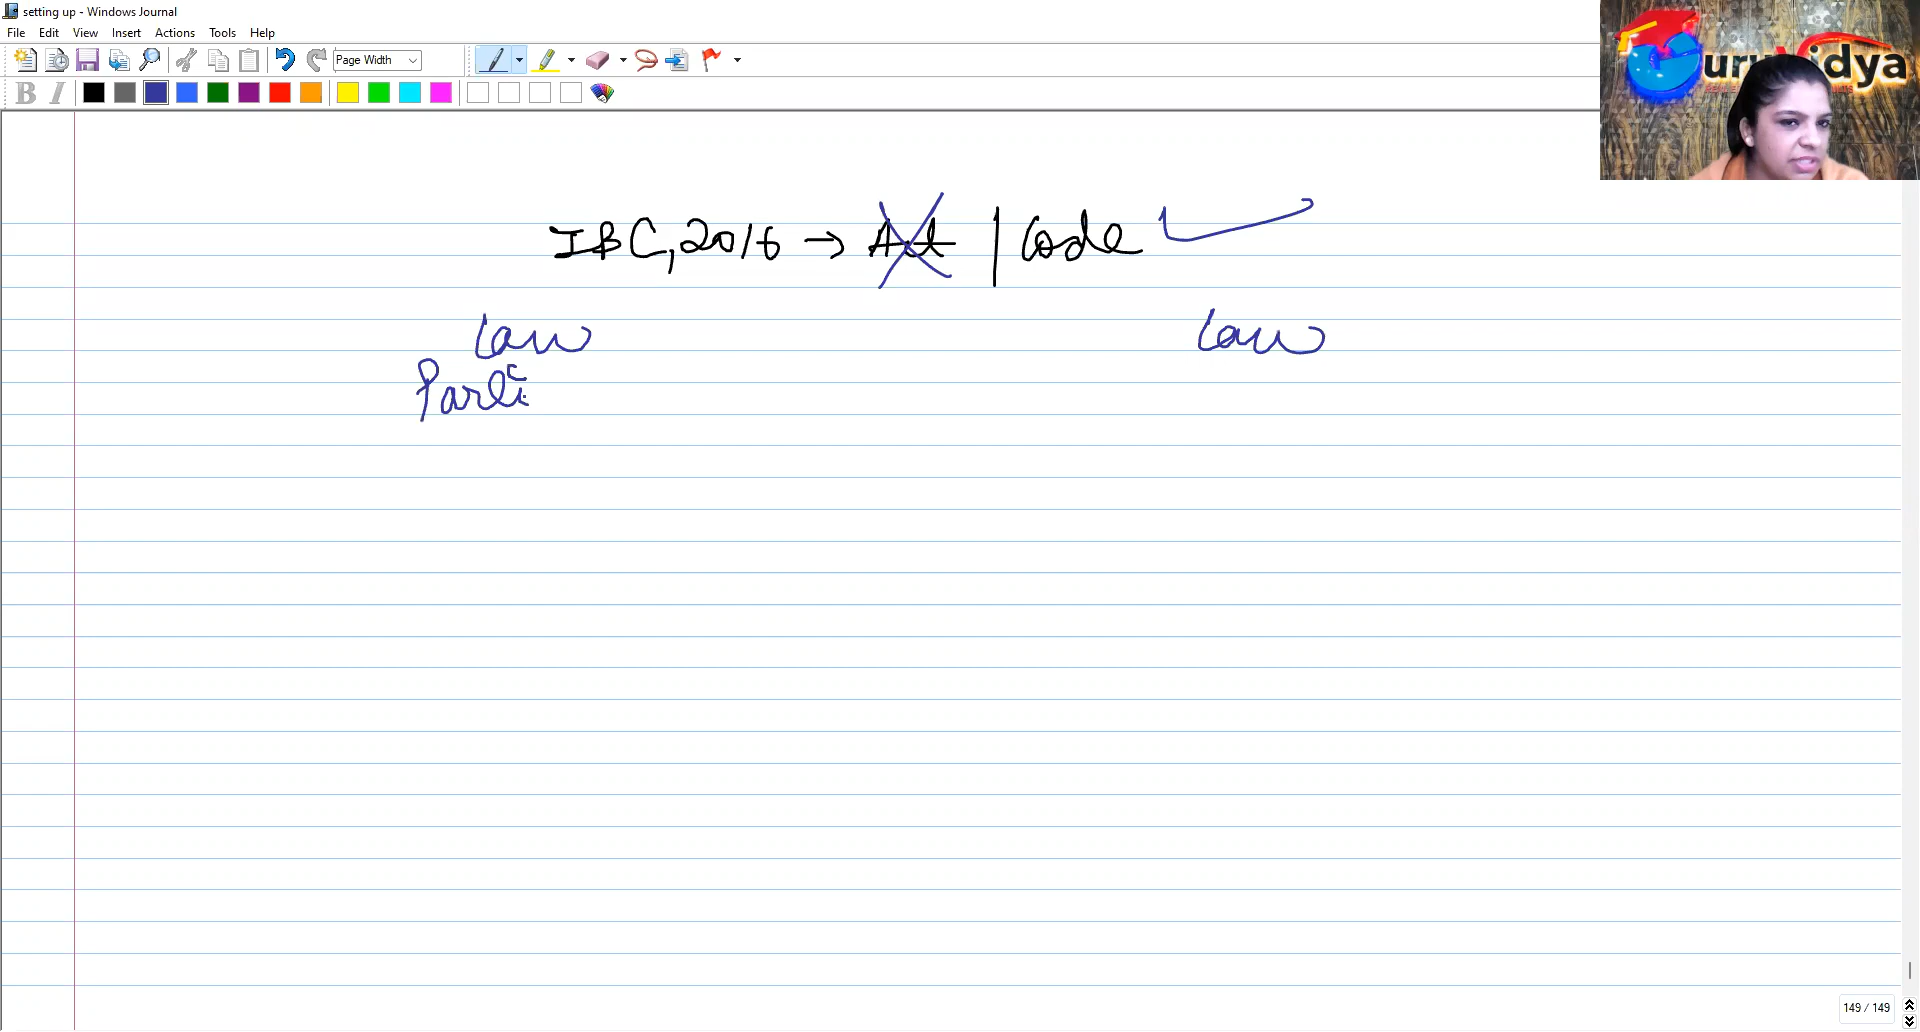 setting up - Windows Journal
File Edit View Insert Actions Tools Help
Page Width
B I
IBC, 2016 → Act | Code
Law Law
Parli
149 / 149